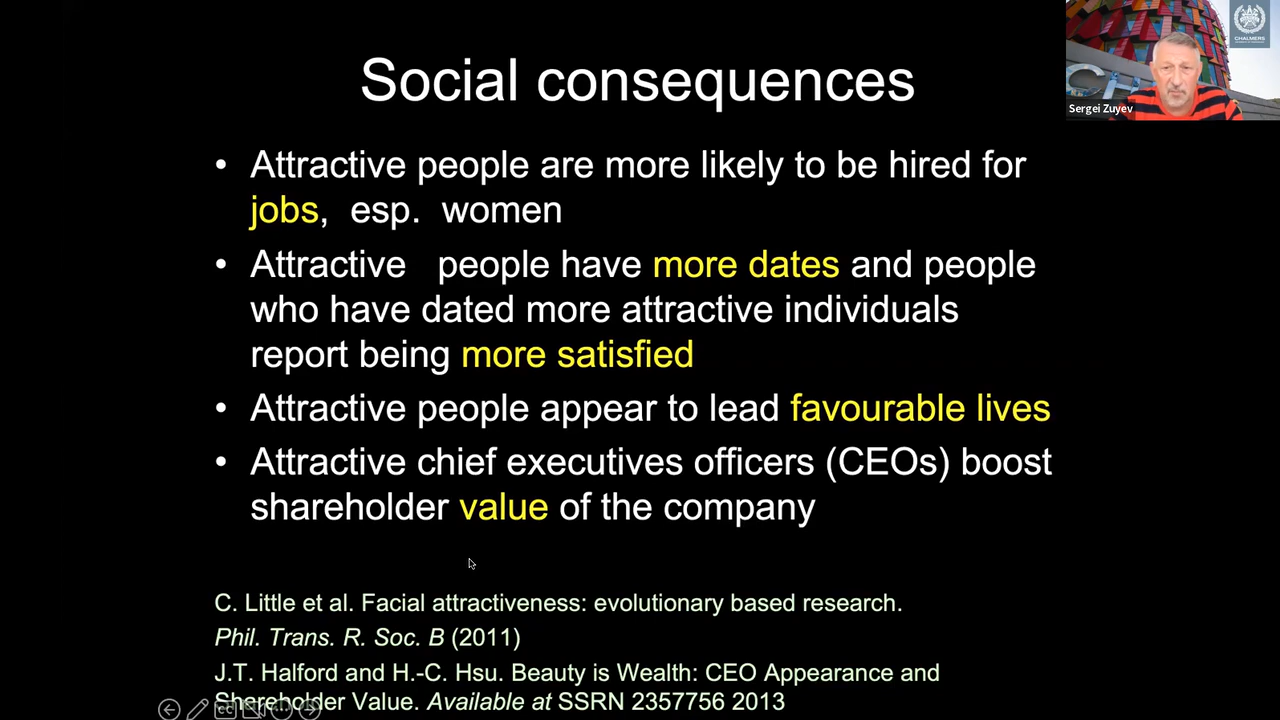 Social consequences
• Attractive people are more likely to be hired for
jobs, esp. women
• Attractive people have more dates and people
who have dated more attractive individuals
report being more satisfied
• Attractive people appear to lead favourable lives
• Attractive chief executives officers (CEOs) boost
shareholder value of the company
C. Little et al. Facial attractiveness: evolutionary based research.
Phil. Trans. R. Soc. B (2011)
J.T. Halford and H.-C. Hsu. Beauty is Wealth: CEO Appearance and
Shareholder Value. Available at SSRN 2357756 2013
CHALMERS
Sergei Zuyev
CC